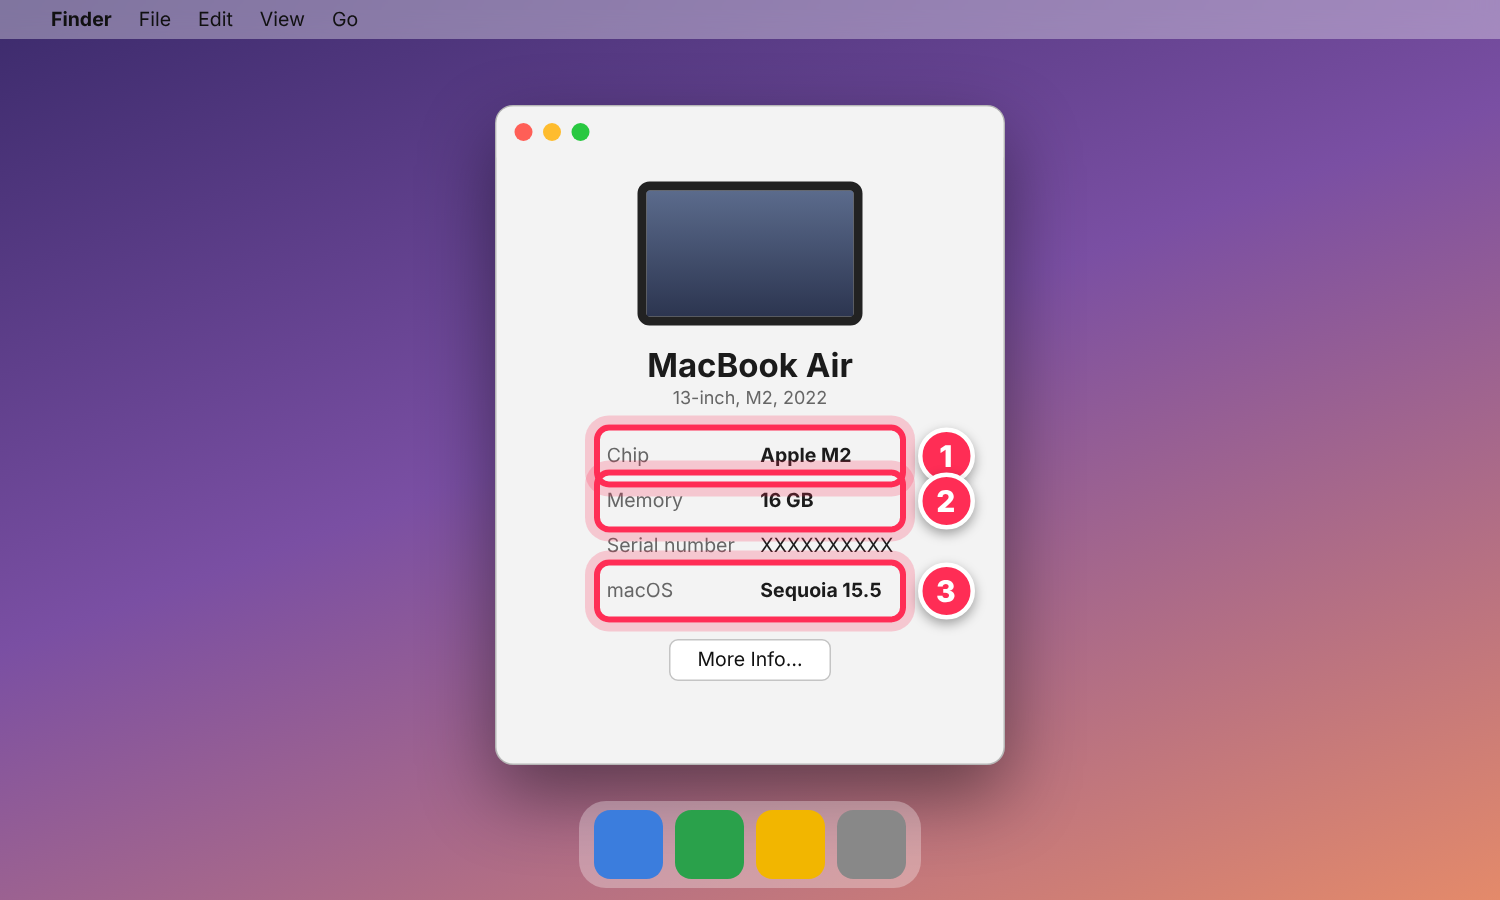 Finder File Edit View Go
MacBook Air
13-inch, M2, 2022
Chip Apple M2 1
Memory 16 GB 2
Serial number XXXXXXXXXX
macOS Sequoia 15.5 3
More Info...